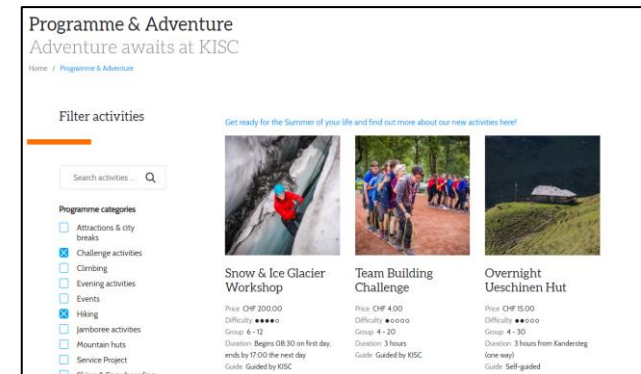 Programme & Adventure
Adventure awaits at KISC
Home / Programme & Adventure
Filter activities
Search activities ...
Programme categories
Attractions & city
breaks
Challenge activities
Climbing
Evening activities
Events
Hiking
Jamboree activities
Mountain huts
Service Project
Get ready for the Summer of your life and find out more about our new activities here!
Snow & Ice Glacier
Workshop
Price CHF 200.00
Difficulty ●●●●○
Group 6 - 12
Duration Begins 08:30 on first day,
ends by 17:00 the next day
Guide Guided by KISC
Team Building
Challenge
Price CHF 4.00
Difficulty ●○○○○
Group 4 - 20
Duration 3 hours
Guide Guided by KISC
Overnight
Ueschinen Hut
Price CHF 15.00
Difficulty ●●○○○
Group 4 - 30
Duration 3 hours from Kandersteg
(one way)
Guide Self-guided